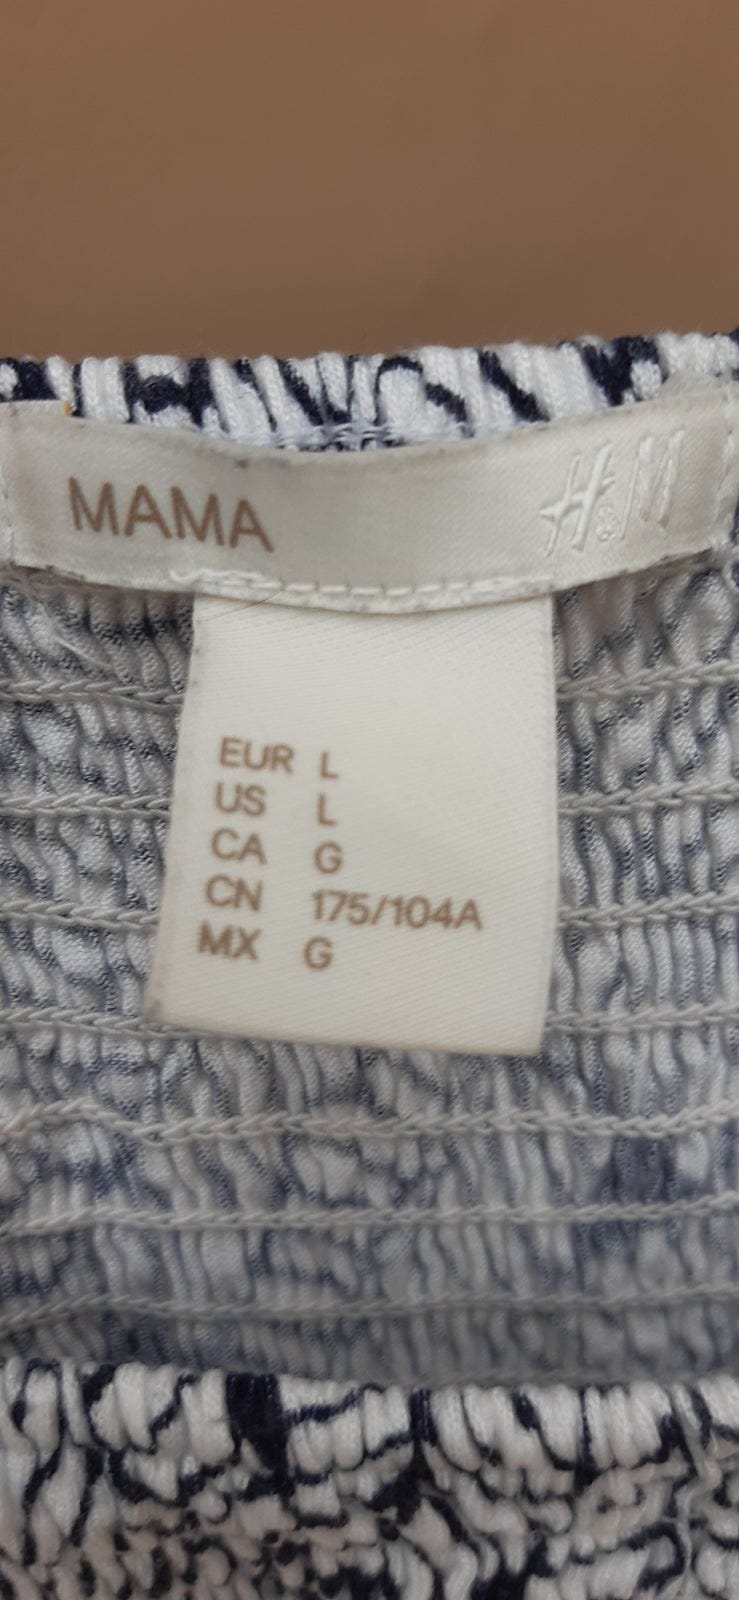 MAMA H&M
EUR L
US L
CA G
CN 175/104A
MX G